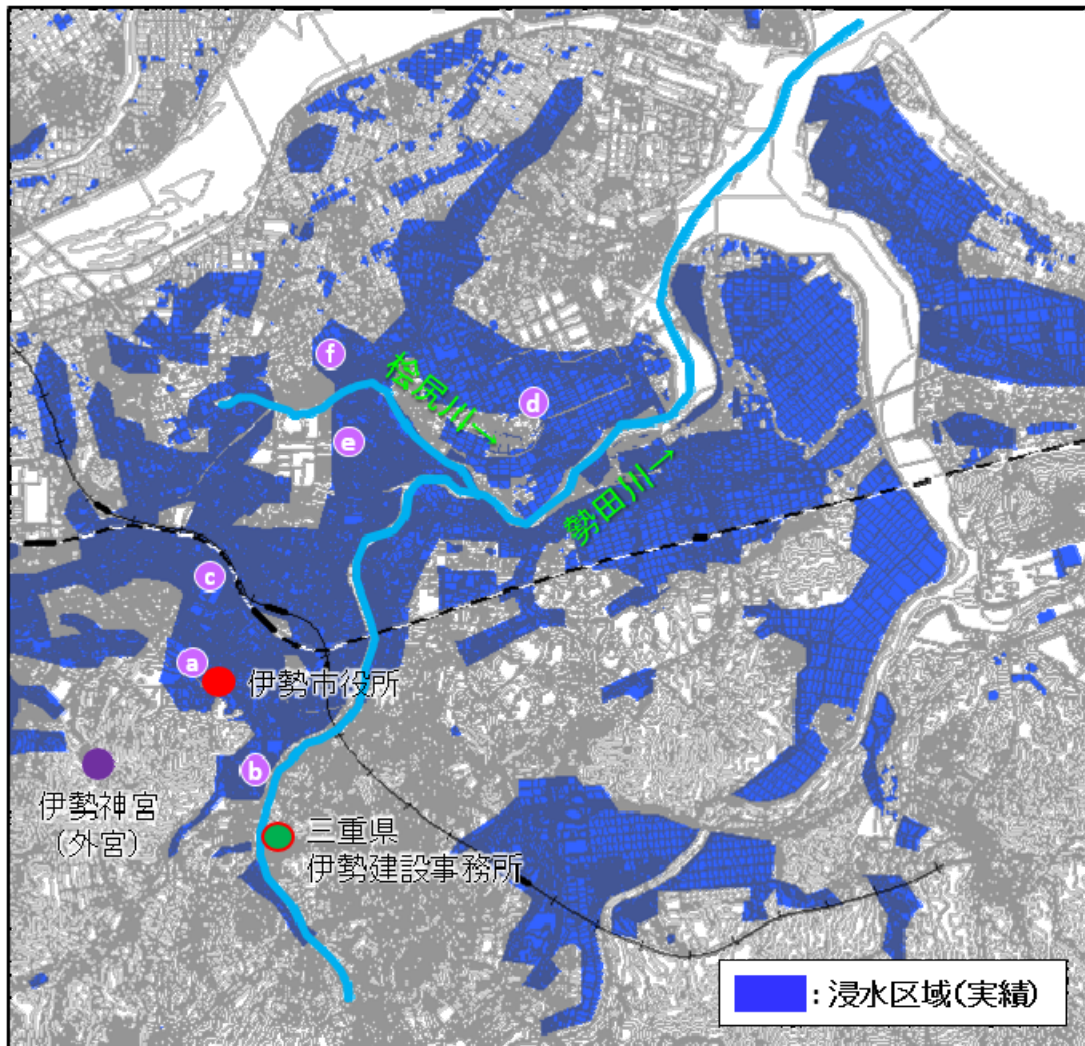 f
桧尻川→
d
e
勢田川→
c
a
伊勢市役所
b
伊勢神宮
(外宮)
三重県
伊勢建設事務所
:浸水区域(実績)